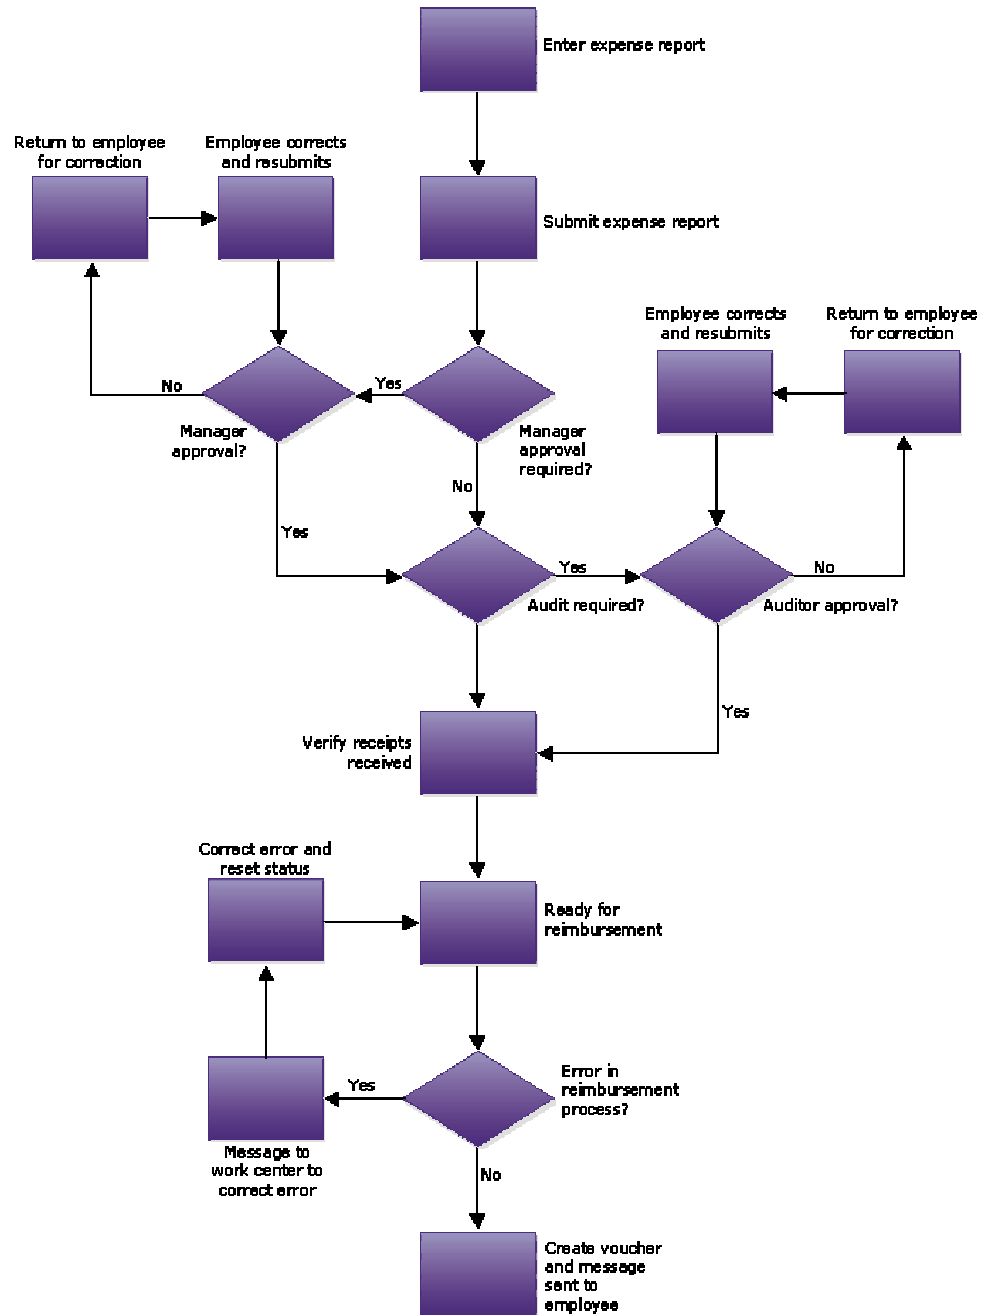 Enter expense report
Return to employee
for correction
Employee corrects
and resubmits
Submit expense report
Employee corrects
and resubmits
Return to employee
for correction
No
Yes
Manager
approval?
Manager
approval
required?
No
Yes
Yes
No
Audit required?
Auditor approval?
Yes
Verify receipts
received
Correct error and
reset status
Ready for
reimbursement
Yes
Error in
reimbursement
process?
Message to
work center to
correct error
No
Create voucher
and message
sent to
employee